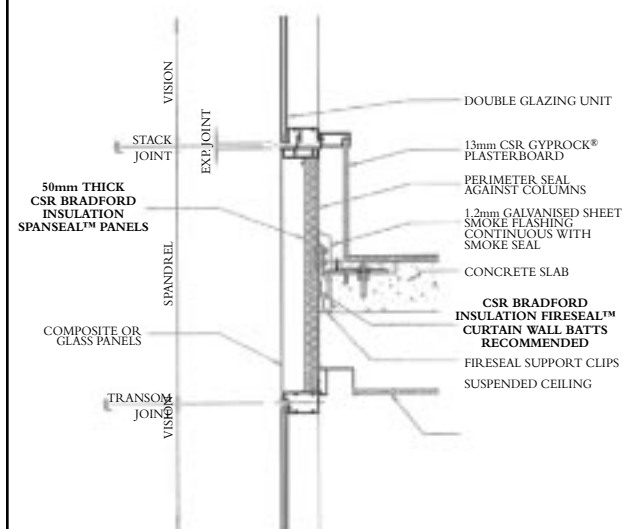 VISION
DOUBLE GLAZING UNIT
STACK
JOINT
EXP. JOINT
13mm CSR GYPROCK®
PLASTERBOARD
50mm THICK
CSR BRADFORD
INSULATION
SPANSEAL™ PANELS
PERIMETER SEAL
AGAINST COLUMNS
1.2mm GALVANISED SHEET
SMOKE FLASHING
CONTINUOUS WITH
SMOKE SEAL
SPANDREL
CONCRETE SLAB
CSR BRADFORD
INSULATION FIRESEAL™
CURTAIN WALL BATTS
RECOMMENDED
COMPOSITE OR
GLASS PANELS
FIRESEAL SUPPORT CLIPS
SUSPENDED CEILING
TRANSOM
JOINT
VISION